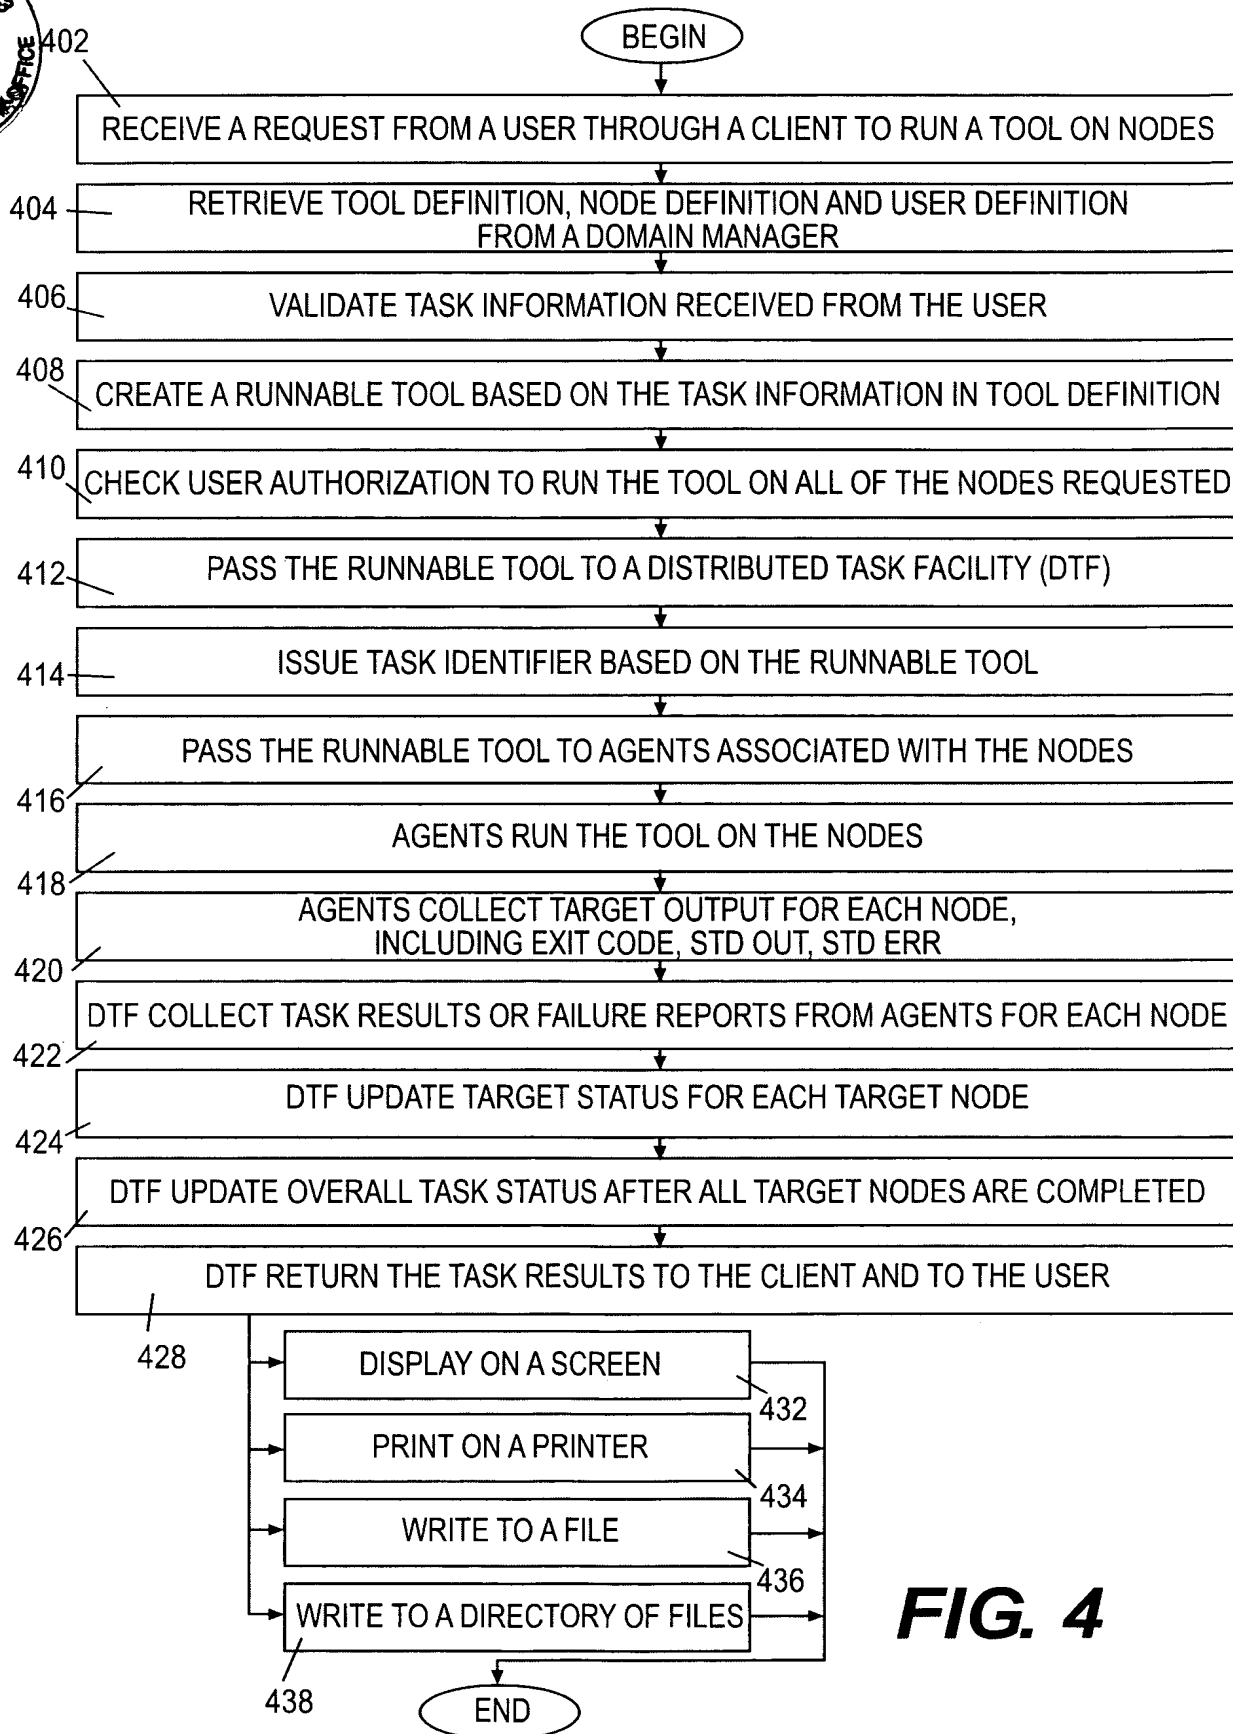 OFFICE
402
BEGIN
RECEIVE A REQUEST FROM A USER THROUGH A CLIENT TO RUN A TOOL ON NODES
404
RETRIEVE TOOL DEFINITION, NODE DEFINITION AND USER DEFINITION
FROM A DOMAIN MANAGER
406
VALIDATE TASK INFORMATION RECEIVED FROM THE USER
408
CREATE A RUNNABLE TOOL BASED ON THE TASK INFORMATION IN TOOL DEFINITION
410
CHECK USER AUTHORIZATION TO RUN THE TOOL ON ALL OF THE NODES REQUESTED
412
PASS THE RUNNABLE TOOL TO A DISTRIBUTED TASK FACILITY (DTF)
414
ISSUE TASK IDENTIFIER BASED ON THE RUNNABLE TOOL
PASS THE RUNNABLE TOOL TO AGENTS ASSOCIATED WITH THE NODES
416
AGENTS RUN THE TOOL ON THE NODES
418
AGENTS COLLECT TARGET OUTPUT FOR EACH NODE,
INCLUDING EXIT CODE, STD OUT, STD ERR
420
DTF COLLECT TASK RESULTS OR FAILURE REPORTS FROM AGENTS FOR EACH NODE
422
DTF UPDATE TARGET STATUS FOR EACH TARGET NODE
424
DTF UPDATE OVERALL TASK STATUS AFTER ALL TARGET NODES ARE COMPLETED
426
DTF RETURN THE TASK RESULTS TO THE CLIENT AND TO THE USER
428
DISPLAY ON A SCREEN
432
PRINT ON A PRINTER
434
WRITE TO A FILE
436
WRITE TO A DIRECTORY OF FILES
438
END
FIG. 4